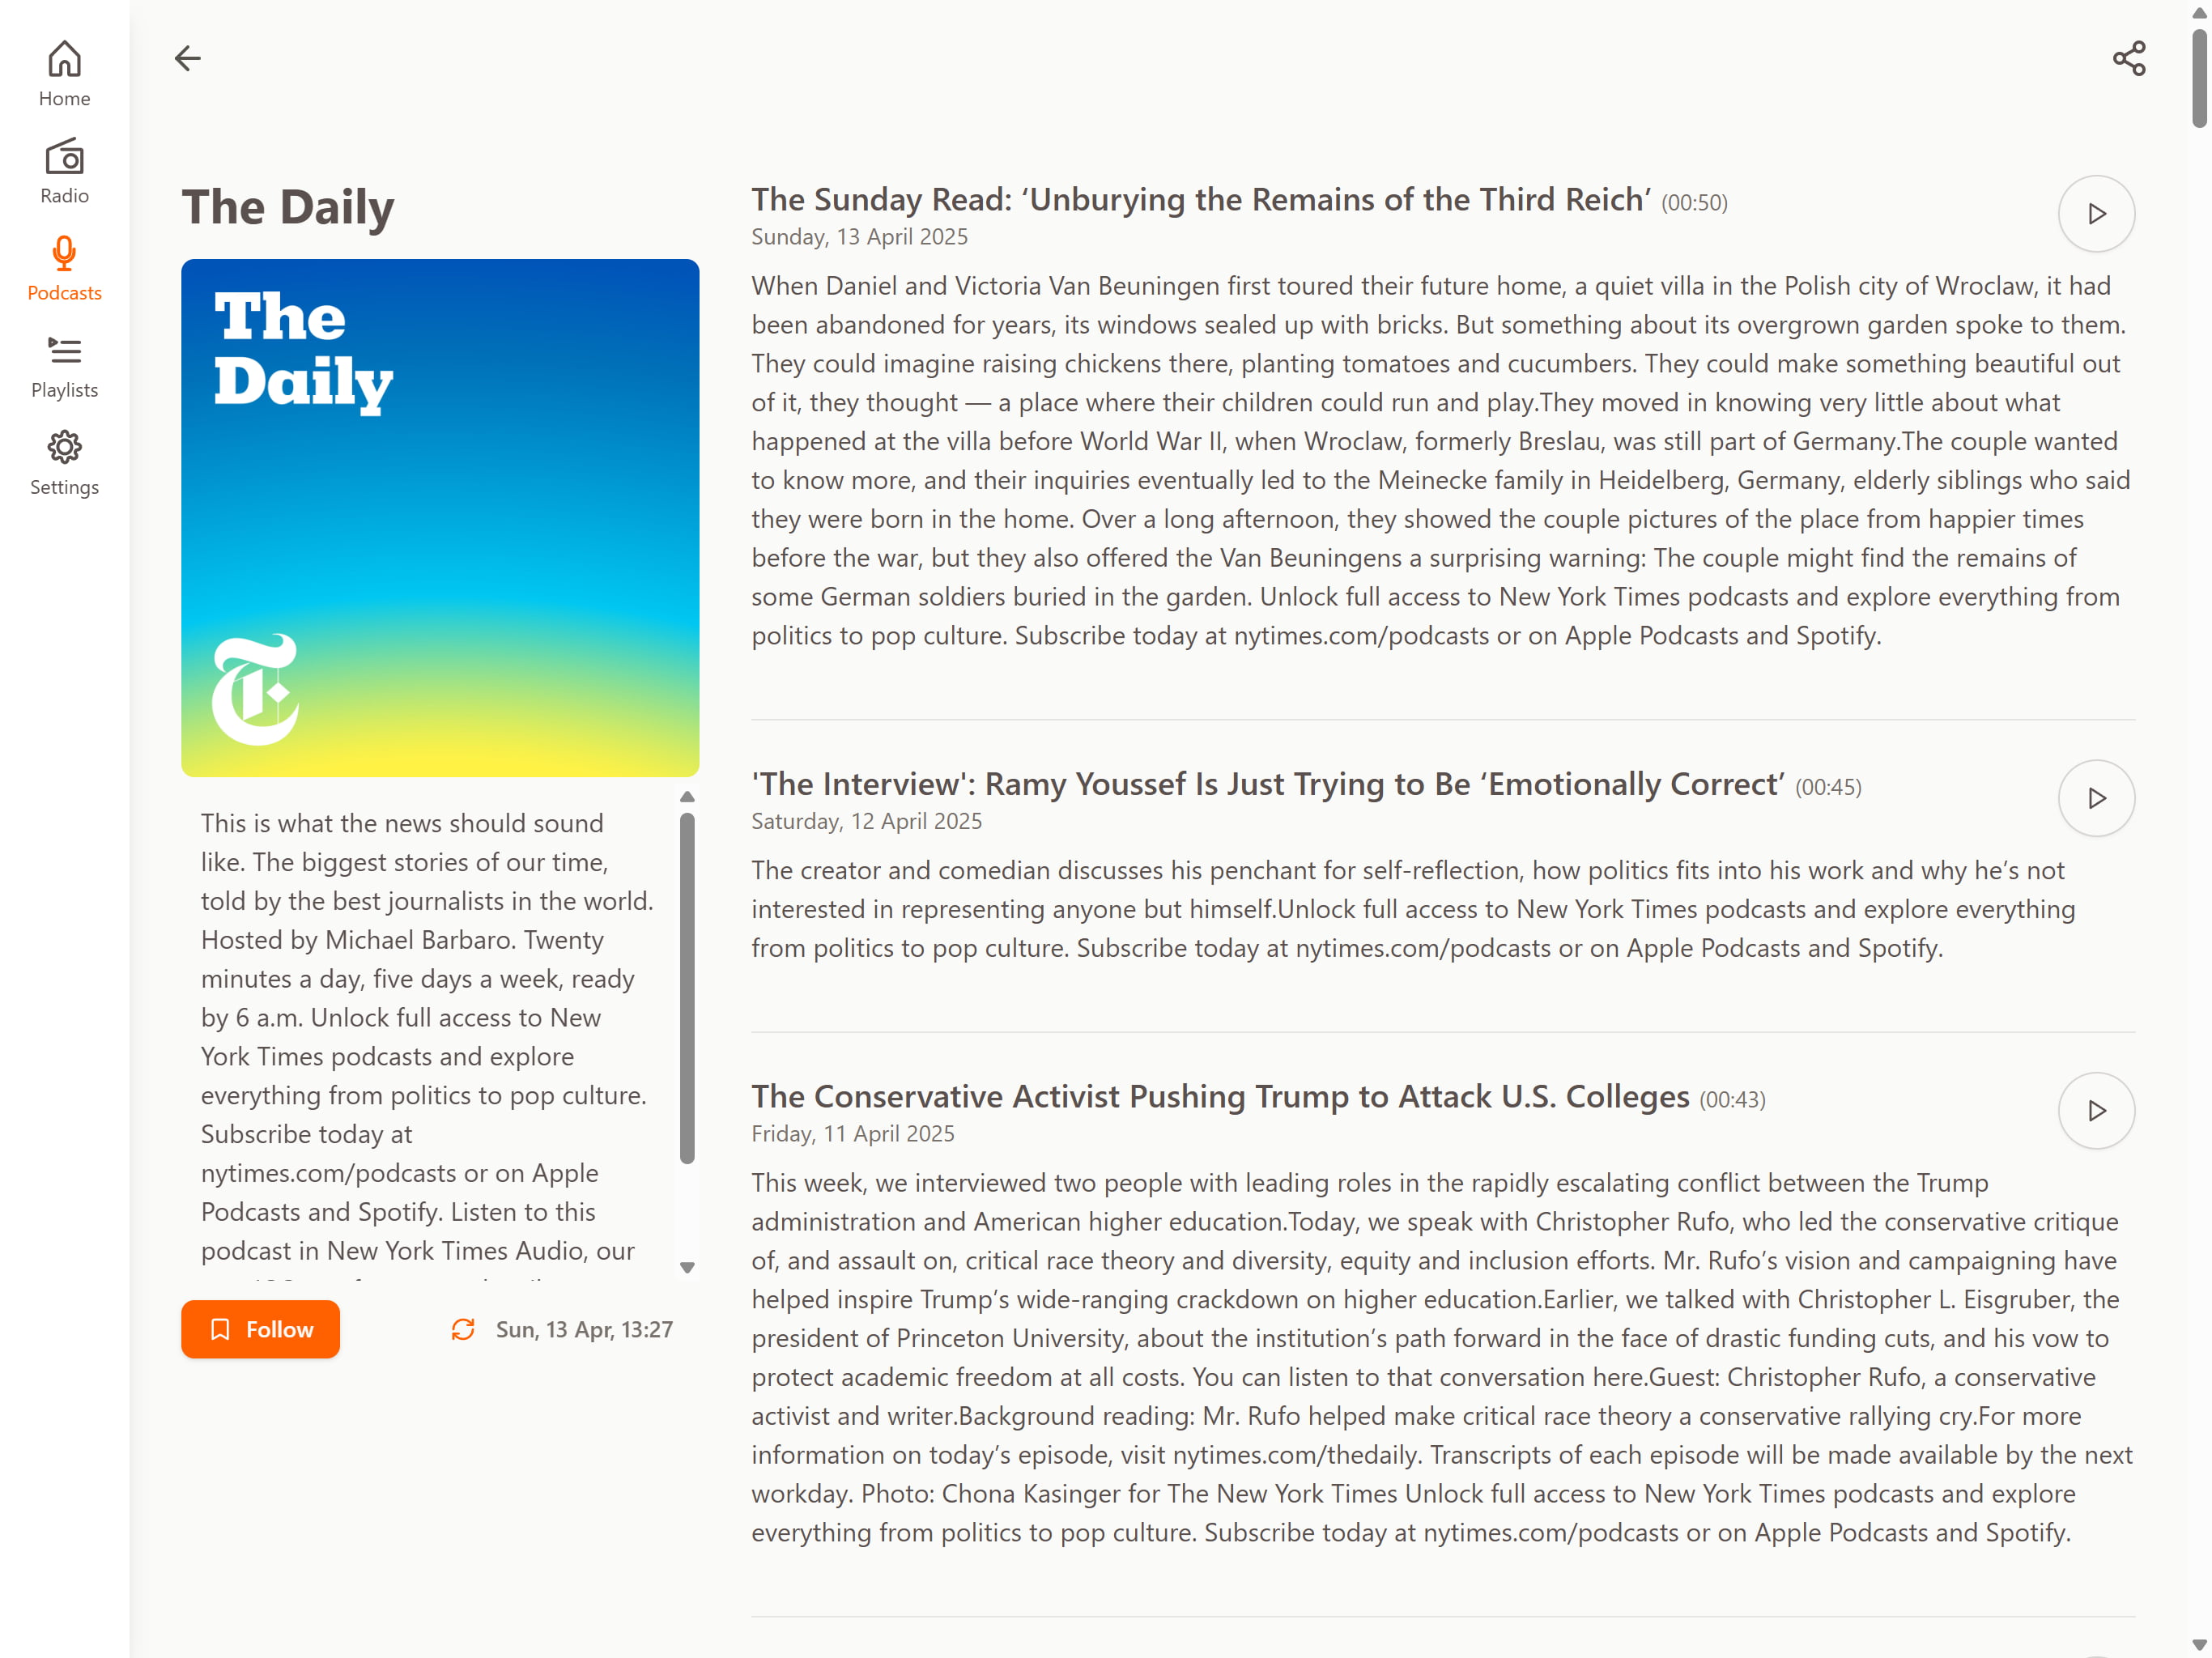 Home
Radio
Podcasts
Playlists
Settings
The Daily
The
Daily
T
This is what the news should sound
like. The biggest stories of our time,
told by the best journalists in the world.
Hosted by Michael Barbaro. Twenty
minutes a day, five days a week, ready
by 6 a.m. Unlock full access to New
York Times podcasts and explore
everything from politics to pop culture.
Subscribe today at
nytimes.com/podcasts or on Apple
Podcasts and Spotify. Listen to this
podcast in New York Times Audio, our
Follow
Sun, 13 Apr, 13:27
The Sunday Read: ‘Unburying the Remains of the Third Reich’ (00:50)
Sunday, 13 April 2025
When Daniel and Victoria Van Beuningen first toured their future home, a quiet villa in the Polish city of Wroclaw, it had
been abandoned for years, its windows sealed up with bricks. But something about its overgrown garden spoke to them.
They could imagine raising chickens there, planting tomatoes and cucumbers. They could make something beautiful out
of it, they thought — a place where their children could run and play.They moved in knowing very little about what
happened at the villa before World War II, when Wroclaw, formerly Breslau, was still part of Germany.The couple wanted
to know more, and their inquiries eventually led to the Meinecke family in Heidelberg, Germany, elderly siblings who said
they were born in the home. Over a long afternoon, they showed the couple pictures of the place from happier times
before the war, but they also offered the Van Beuningens a surprising warning: The couple might find the remains of
some German soldiers buried in the garden. Unlock full access to New York Times podcasts and explore everything from
politics to pop culture. Subscribe today at nytimes.com/podcasts or on Apple Podcasts and Spotify.
'The Interview': Ramy Youssef Is Just Trying to Be ‘Emotionally Correct’ (00:45)
Saturday, 12 April 2025
The creator and comedian discusses his penchant for self-reflection, how politics fits into his work and why he’s not
interested in representing anyone but himself.Unlock full access to New York Times podcasts and explore everything
from politics to pop culture. Subscribe today at nytimes.com/podcasts or on Apple Podcasts and Spotify.
The Conservative Activist Pushing Trump to Attack U.S. Colleges (00:43)
Friday, 11 April 2025
This week, we interviewed two people with leading roles in the rapidly escalating conflict between the Trump
administration and American higher education.Today, we speak with Christopher Rufo, who led the conservative critique
of, and assault on, critical race theory and diversity, equity and inclusion efforts. Mr. Rufo’s vision and campaigning have
helped inspire Trump’s wide-ranging crackdown on higher education.Earlier, we talked with Christopher L. Eisgruber, the
president of Princeton University, about the institution’s path forward in the face of drastic funding cuts, and his vow to
protect academic freedom at all costs. You can listen to that conversation here.Guest: Christopher Rufo, a conservative
activist and writer.Background reading: Mr. Rufo helped make critical race theory a conservative rallying cry.For more
information on today’s episode, visit nytimes.com/thedaily. Transcripts of each episode will be made available by the next
workday. Photo: Chona Kasinger for The New York Times Unlock full access to New York Times podcasts and explore
everything from politics to pop culture. Subscribe today at nytimes.com/podcasts or on Apple Podcasts and Spotify.